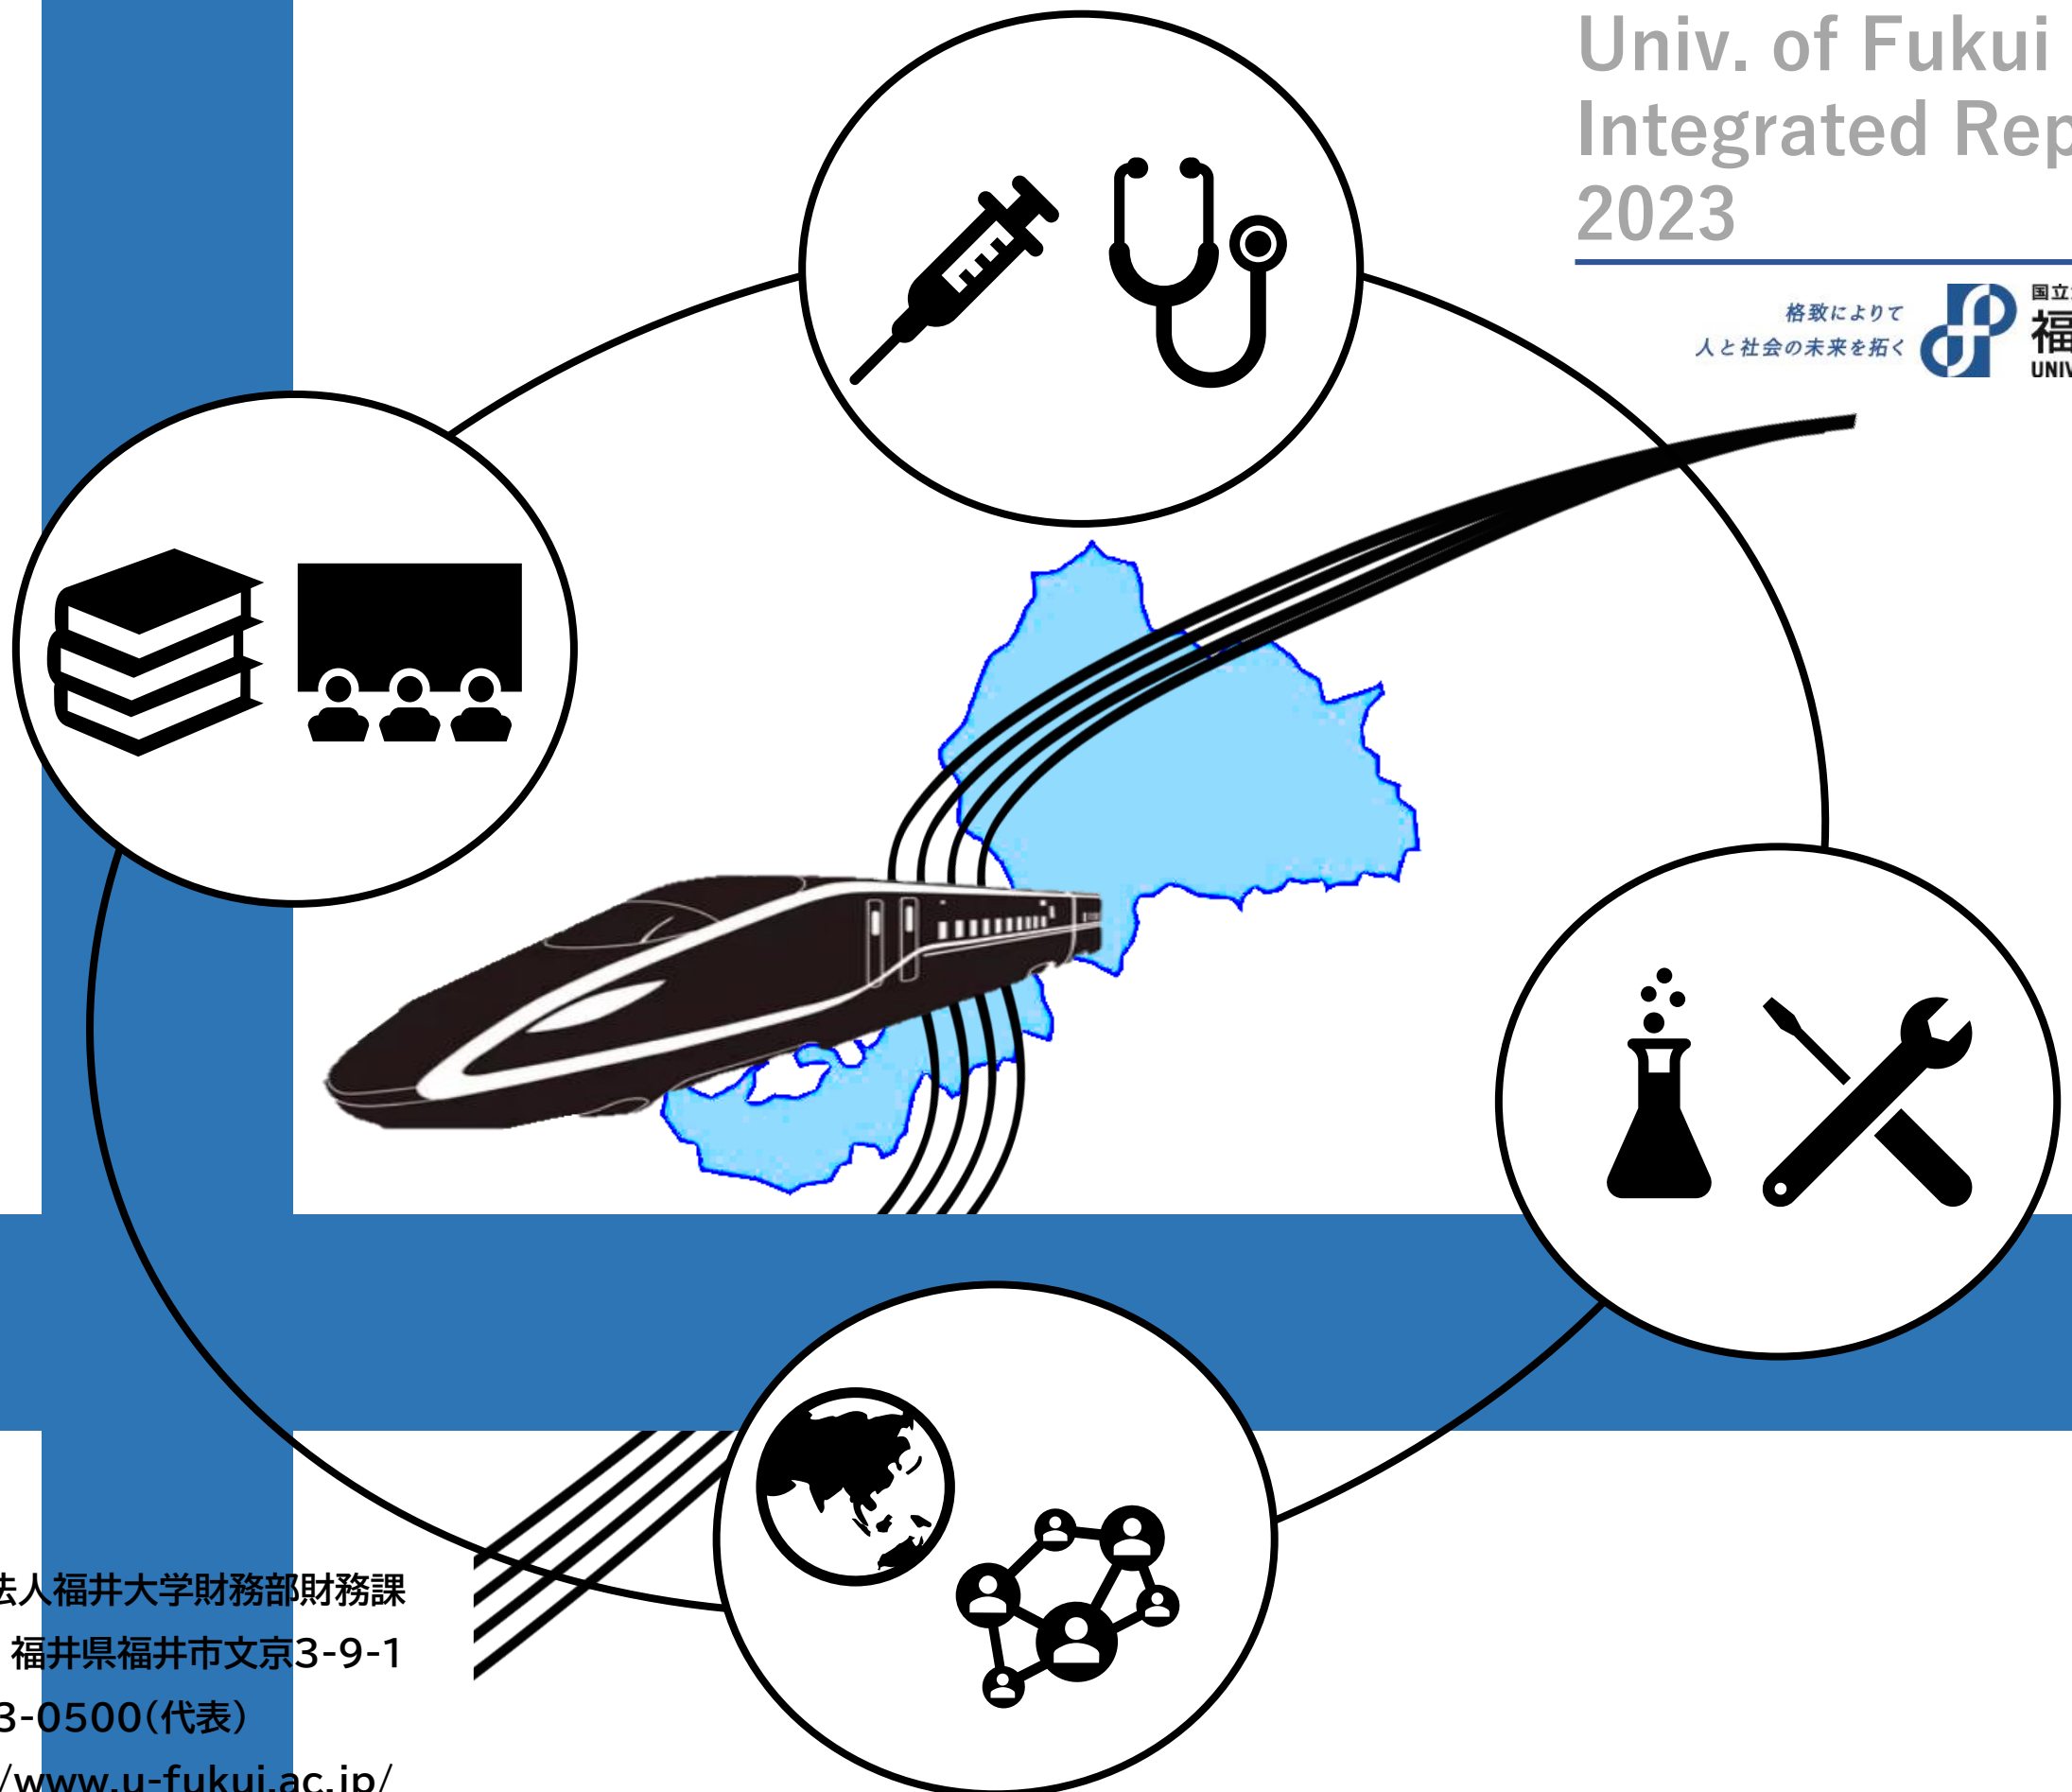 Univ. of Fukui
Integrated Rep
2023
格致によりて
人と社会の未来を拓く
国立
福
UNIV
法人福井大学財務部財務課
福井県福井市文京3-9-1
3-0500(代表)
/www.u-fukui.ac.jp/